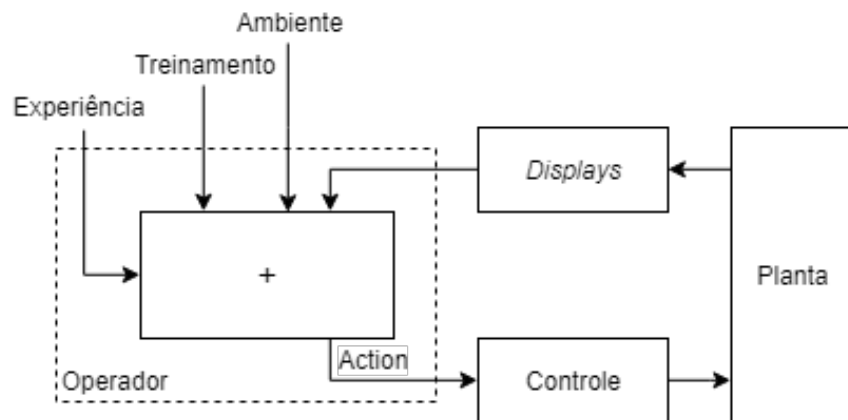 Ambiente
Treinamento
Experiência
Displays
+
Planta
Action
Operador
Controle